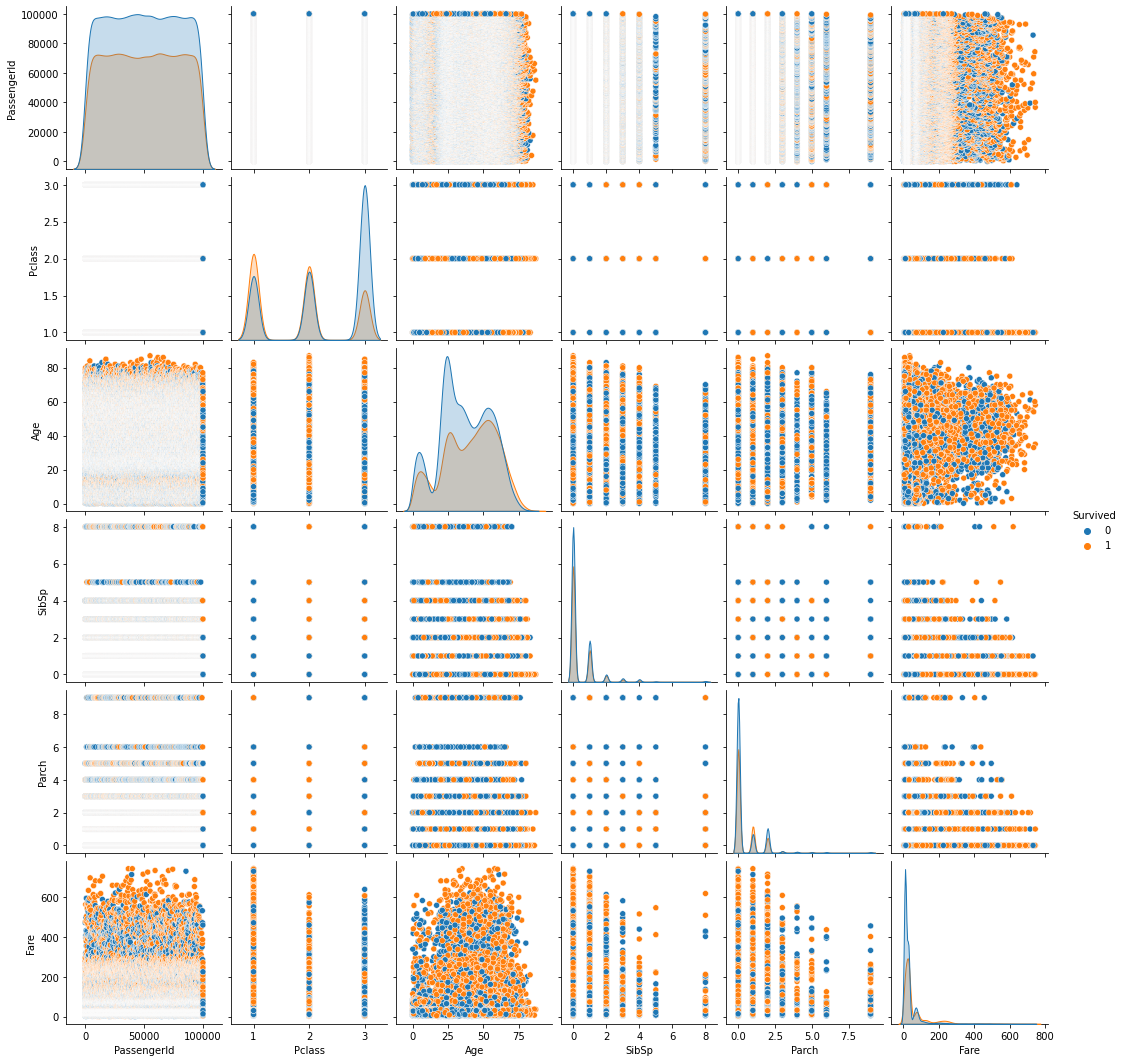 100000
80000
60000
40000
20000
0
PassengerId
3.0
2.5
2.0
1.5
1.0
Pclass
80
60
40
20
0
Age
8
6
4
2
0
SibSp
Survived
0
1
8
6
4
2
0
Parch
600
400
200
0
Fare
0 50000 100000
PassengerId
1 2 3
Pclass
0 25 50 75
Age
0 2 4 6 8
SibSp
0.0 2.5 5.0 7.5
Parch
0 200 400 600 800
Fare